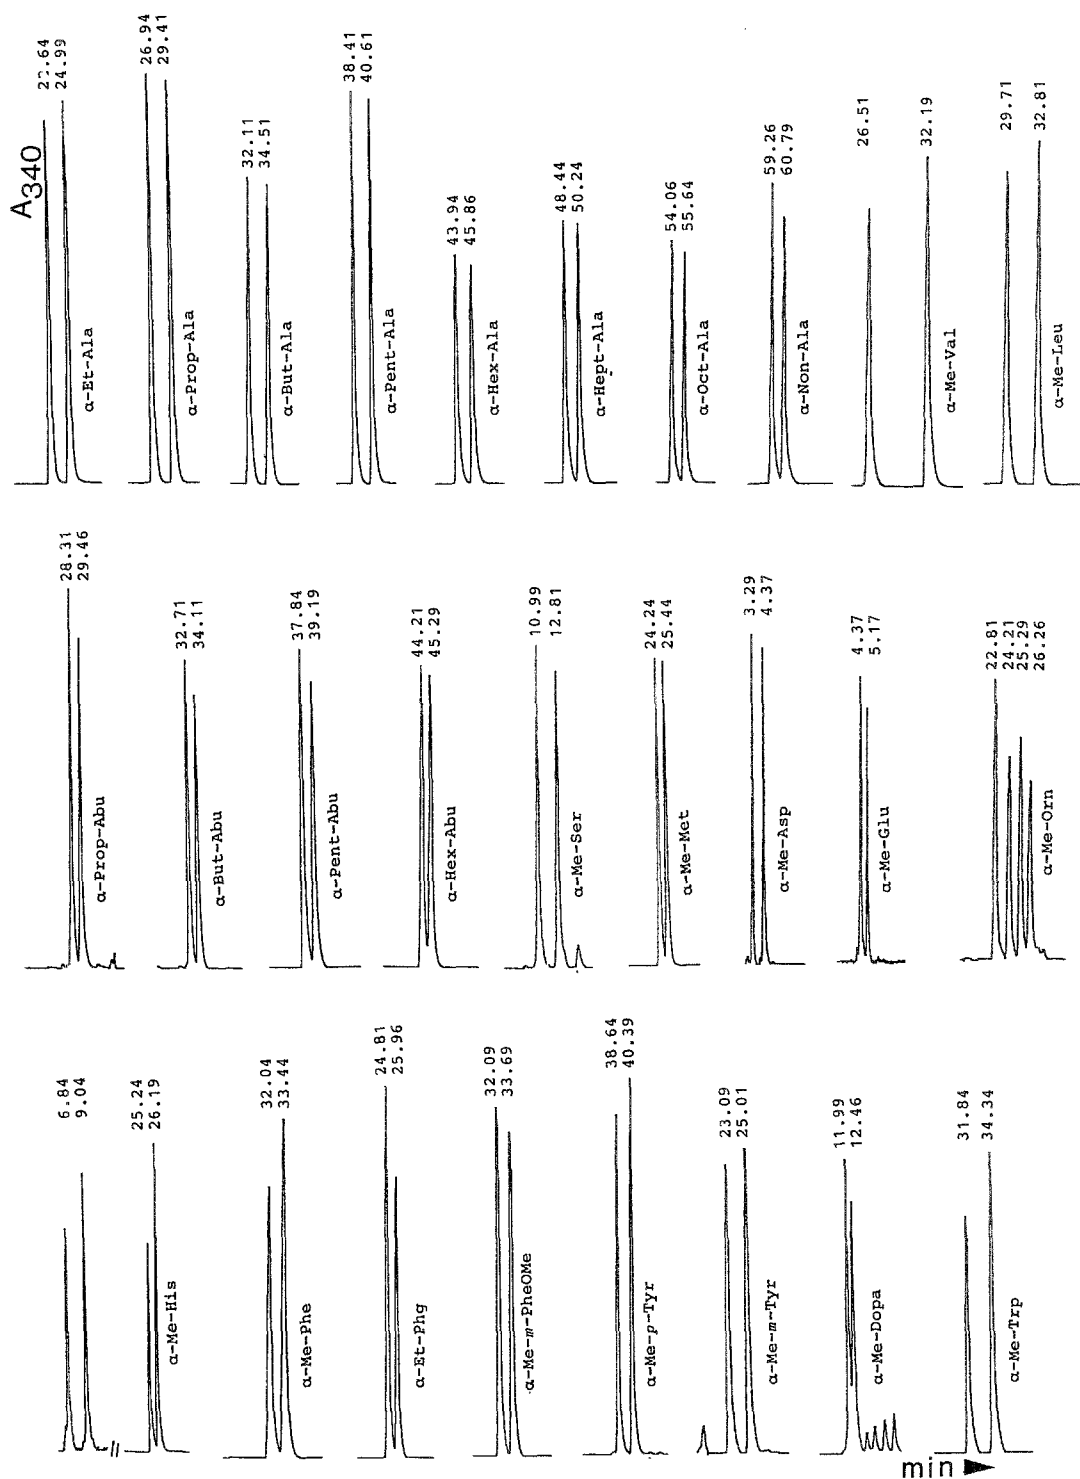 A340
24.99
α-Et-Ala
26.94
29.41
α-Prop-Ala
32.11
34.51
α-But-Ala
38.41
40.61
α-Pent-Ala
43.94
45.86
α-Hex-Ala
48.44
50.24
α-Hept-Ala
54.06
55.64
α-Oct-Ala
59.26
60.79
α-Non-Ala
26.51
32.19
α-Me-Val
29.71
32.81
α-Me-Leu
28.31
29.46
α-Prop-Abu
32.71
34.11
α-But-Abu
37.84
39.19
α-Pent-Abu
44.21
45.29
α-Hex-Abu
10.99
12.81
α-Me-Ser
24.24
25.44
α-Me-Met
3.29
4.37
α-Me-Asp
4.37
5.17
α-Me-Glu
22.81
24.21
25.29
26.26
α-Me-Orn
6.84
9.04
25.24
26.19
α-Me-His
32.04
33.44
α-Me-Phe
24.81
25.96
α-Et-Phg
32.09
33.69
α-Me-m-PheOMe
38.64
40.39
α-Me-p-Tyr
23.09
25.01
α-Me-m-Tyr
11.99
12.46
α-Me-Dopa
31.84
34.34
α-Me-Trp
min